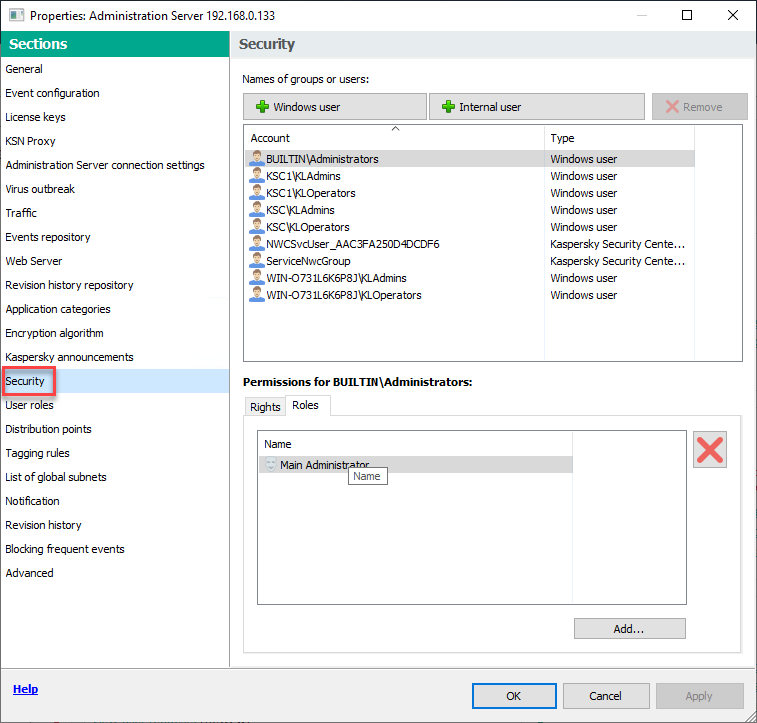 Properties: Administration Server 192.168.0.133
Sections
General
Event configuration
License keys
KSN Proxy
Administration Server connection settings
Virus outbreak
Traffic
Events repository
Web Server
Revision history repository
Application categories
Encryption algorithm
Kaspersky announcements
Security
User roles
Distribution points
Tagging rules
List of global subnets
Notification
Revision history
Blocking frequent events
Advanced
Security
Names of groups or users:
Windows user Internal user Remove
Account Type
BUILTIN\Administrators Windows user
KSC1\KLAdmins Windows user
KSC1\KLOperators Windows user
KSC\KLAdmins Windows user
KSC\KLOperators Windows user
NWCSvcUser_AAC3FA250D4DCDF6 Kaspersky Security Cente...
ServiceNwcGroup Kaspersky Security Cente...
WIN-O731L6K6P8J\KLAdmins Windows user
WIN-O731L6K6P8J\KLOperators Windows user
Permissions for BUILTIN\Administrators:
Rights Roles
Name
Main Administrator
Name
Add...
Help
OK Cancel Apply